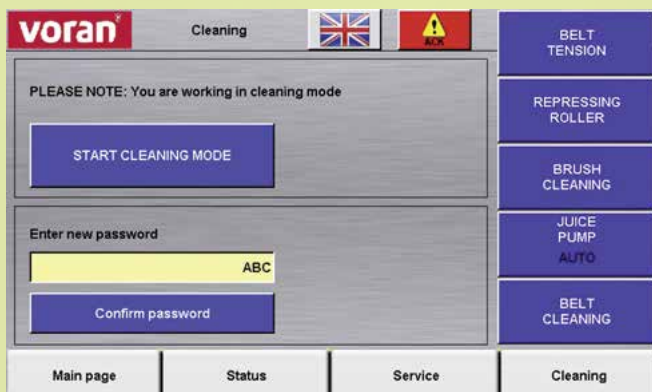 voran®
Cleaning
ACK
PLEASE NOTE: You are working in cleaning mode
START CLEANING MODE
Enter new password
ABC
Confirm password
BELT
TENSION
REPRESSING
ROLLER
BRUSH
CLEANING
JUICE
PUMP
AUTO
BELT
CLEANING
Main page
Status
Service
Cleaning